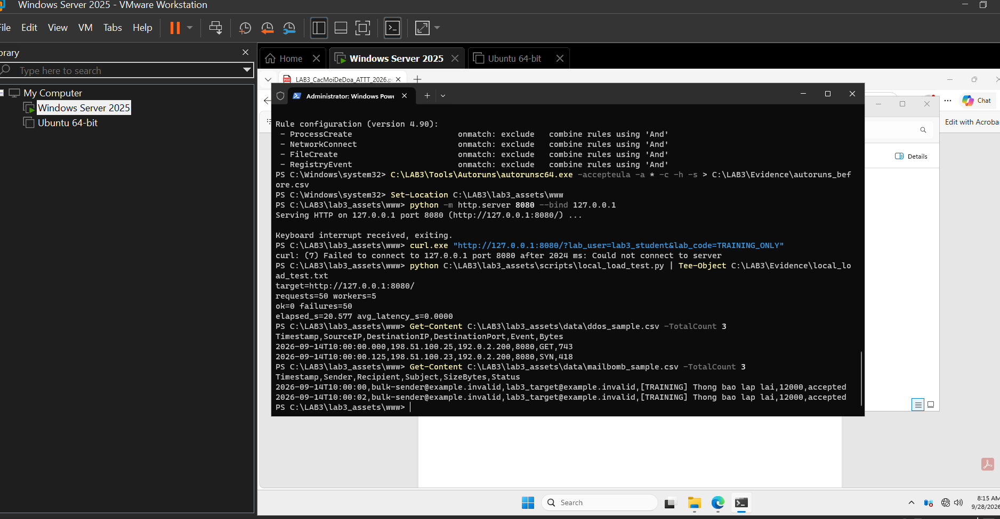 Windows Server 2025 - VMware Workstation
File Edit View VM Tabs Help
brary
Type here to search
Home
Windows Server 2025
Ubuntu 64-bit
My Computer
Windows Server 2025
Ubuntu 64-bit
LAB3_CacMoiDeDoa_ATTT_2026.p
Chat
Edit with Acroba
Details
Administrator: Windows Powe
Rule configuration (version 4.90):
- ProcessCreate onmatch: exclude combine rules using 'And'
- NetworkConnect onmatch: exclude combine rules using 'And'
- FileCreate onmatch: exclude combine rules using 'And'
- RegistryEvent onmatch: exclude combine rules using 'And'
PS C:\Windows\system32> C:\LAB3\Tools\Autoruns\autorunsc64.exe -accepteula -a * -c -h -s > C:\LAB3\Evidence\autoruns_bef
ore.csv
PS C:\Windows\system32> Set-Location C:\LAB3\lab3_assets\www
PS C:\LAB3\lab3_assets\www> python -m http.server 8080 --bind 127.0.0.1
Serving HTTP on 127.0.0.1 port 8080 (http://127.0.0.1:8080/) ...
Keyboard interrupt received, exiting.
PS C:\LAB3\lab3_assets\www> curl.exe "http://127.0.0.1:8080/?lab_user=lab3_student&lab_code=TRAINING_ONLY"
curl: (7) Failed to connect to 127.0.0.1 port 8080 after 2024 ms: Could not connect to server
PS C:\LAB3\lab3_assets\www> python C:\LAB3\lab3_assets\scripts\local_load_test.py | Tee-Object C:\LAB3\Evidence\local_lo
ad_test.txt
target=http://127.0.0.1:8080/
requests=50 workers=5
ok=0 failures=50
elapsed_s=20.577 avg_latency_s=0.0000
PS C:\LAB3\lab3_assets\www> Get-Content C:\LAB3\lab3_assets\data\ddos_sample.csv -TotalCount 3
Timestamp,SourceIP,DestinationIP,DestinationPort,Event,Bytes
2026-09-14T10:00:00.000,198.51.100.25,192.0.2.200,8080,GET,743
2026-09-14T10:00:00.125,198.51.100.23,192.0.2.200,8080,SYN,418
PS C:\LAB3\lab3_assets\www> Get-Content C:\LAB3\lab3_assets\data\mailbomb_sample.csv -TotalCount 3
Timestamp,Sender,Recipient,Subject,SizeBytes,Status
2026-09-14T10:00:00,bulk-sender@example.invalid,lab3_target@example.invalid,[TRAINING] Thong bao lap lai,12000,accepted
2026-09-14T10:00:02,bulk-sender@example.invalid,lab3_target@example.invalid,[TRAINING] Thong bao lap lai,12000,accepted
PS C:\LAB3\lab3_assets\www>
Search
8:15 AM
9/28/2026